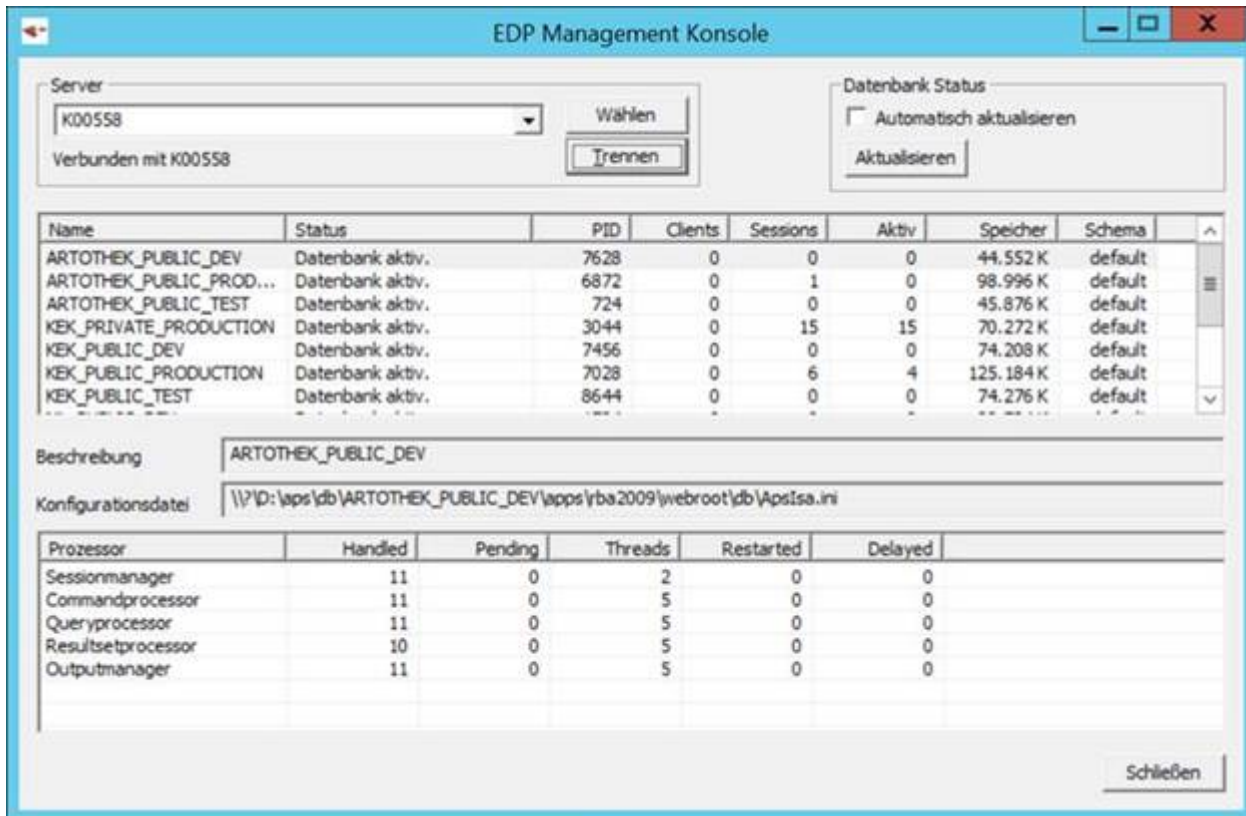 EDP Management Konsole
Server
K00558
Wählen
Verbunden mit K00558
Trennen
Datenbank Status
Automatisch aktualisieren
Aktualisieren
Name Status PID Clients Sessions Aktiv Speicher Schema
ARTOTHEK_PUBLIC_DEV Datenbank aktiv. 7628 0 0 0 44.552 K default
ARTOTHEK_PUBLIC_PROD... Datenbank aktiv. 6872 0 1 0 98.996 K default
ARTOTHEK_PUBLIC_TEST Datenbank aktiv. 724 0 0 0 45.876 K default
KEK_PRIVATE_PRODUCTION Datenbank aktiv. 3044 0 15 15 70.272 K default
KEK_PUBLIC_DEV Datenbank aktiv. 7456 0 0 0 74.208 K default
KEK_PUBLIC_PRODUCTION Datenbank aktiv. 7028 0 6 4 125.184 K default
KEK_PUBLIC_TEST Datenbank aktiv. 8644 0 0 0 74.276 K default
Beschreibung ARTOTHEK_PUBLIC_DEV
Konfigurationsdatei \\?\D:\aps\db\ARTOTHEK_PUBLIC_DEV\apps\rba2009\webroot\db\ApsIsa.ini
Prozessor Handled Pending Threads Restarted Delayed
Sessionmanager 11 0 2 0 0
Commandprocessor 11 0 5 0 0
Queryprocessor 11 0 5 0 0
Resultsetprocessor 10 0 5 0 0
Outputmanager 11 0 5 0 0
Schließen